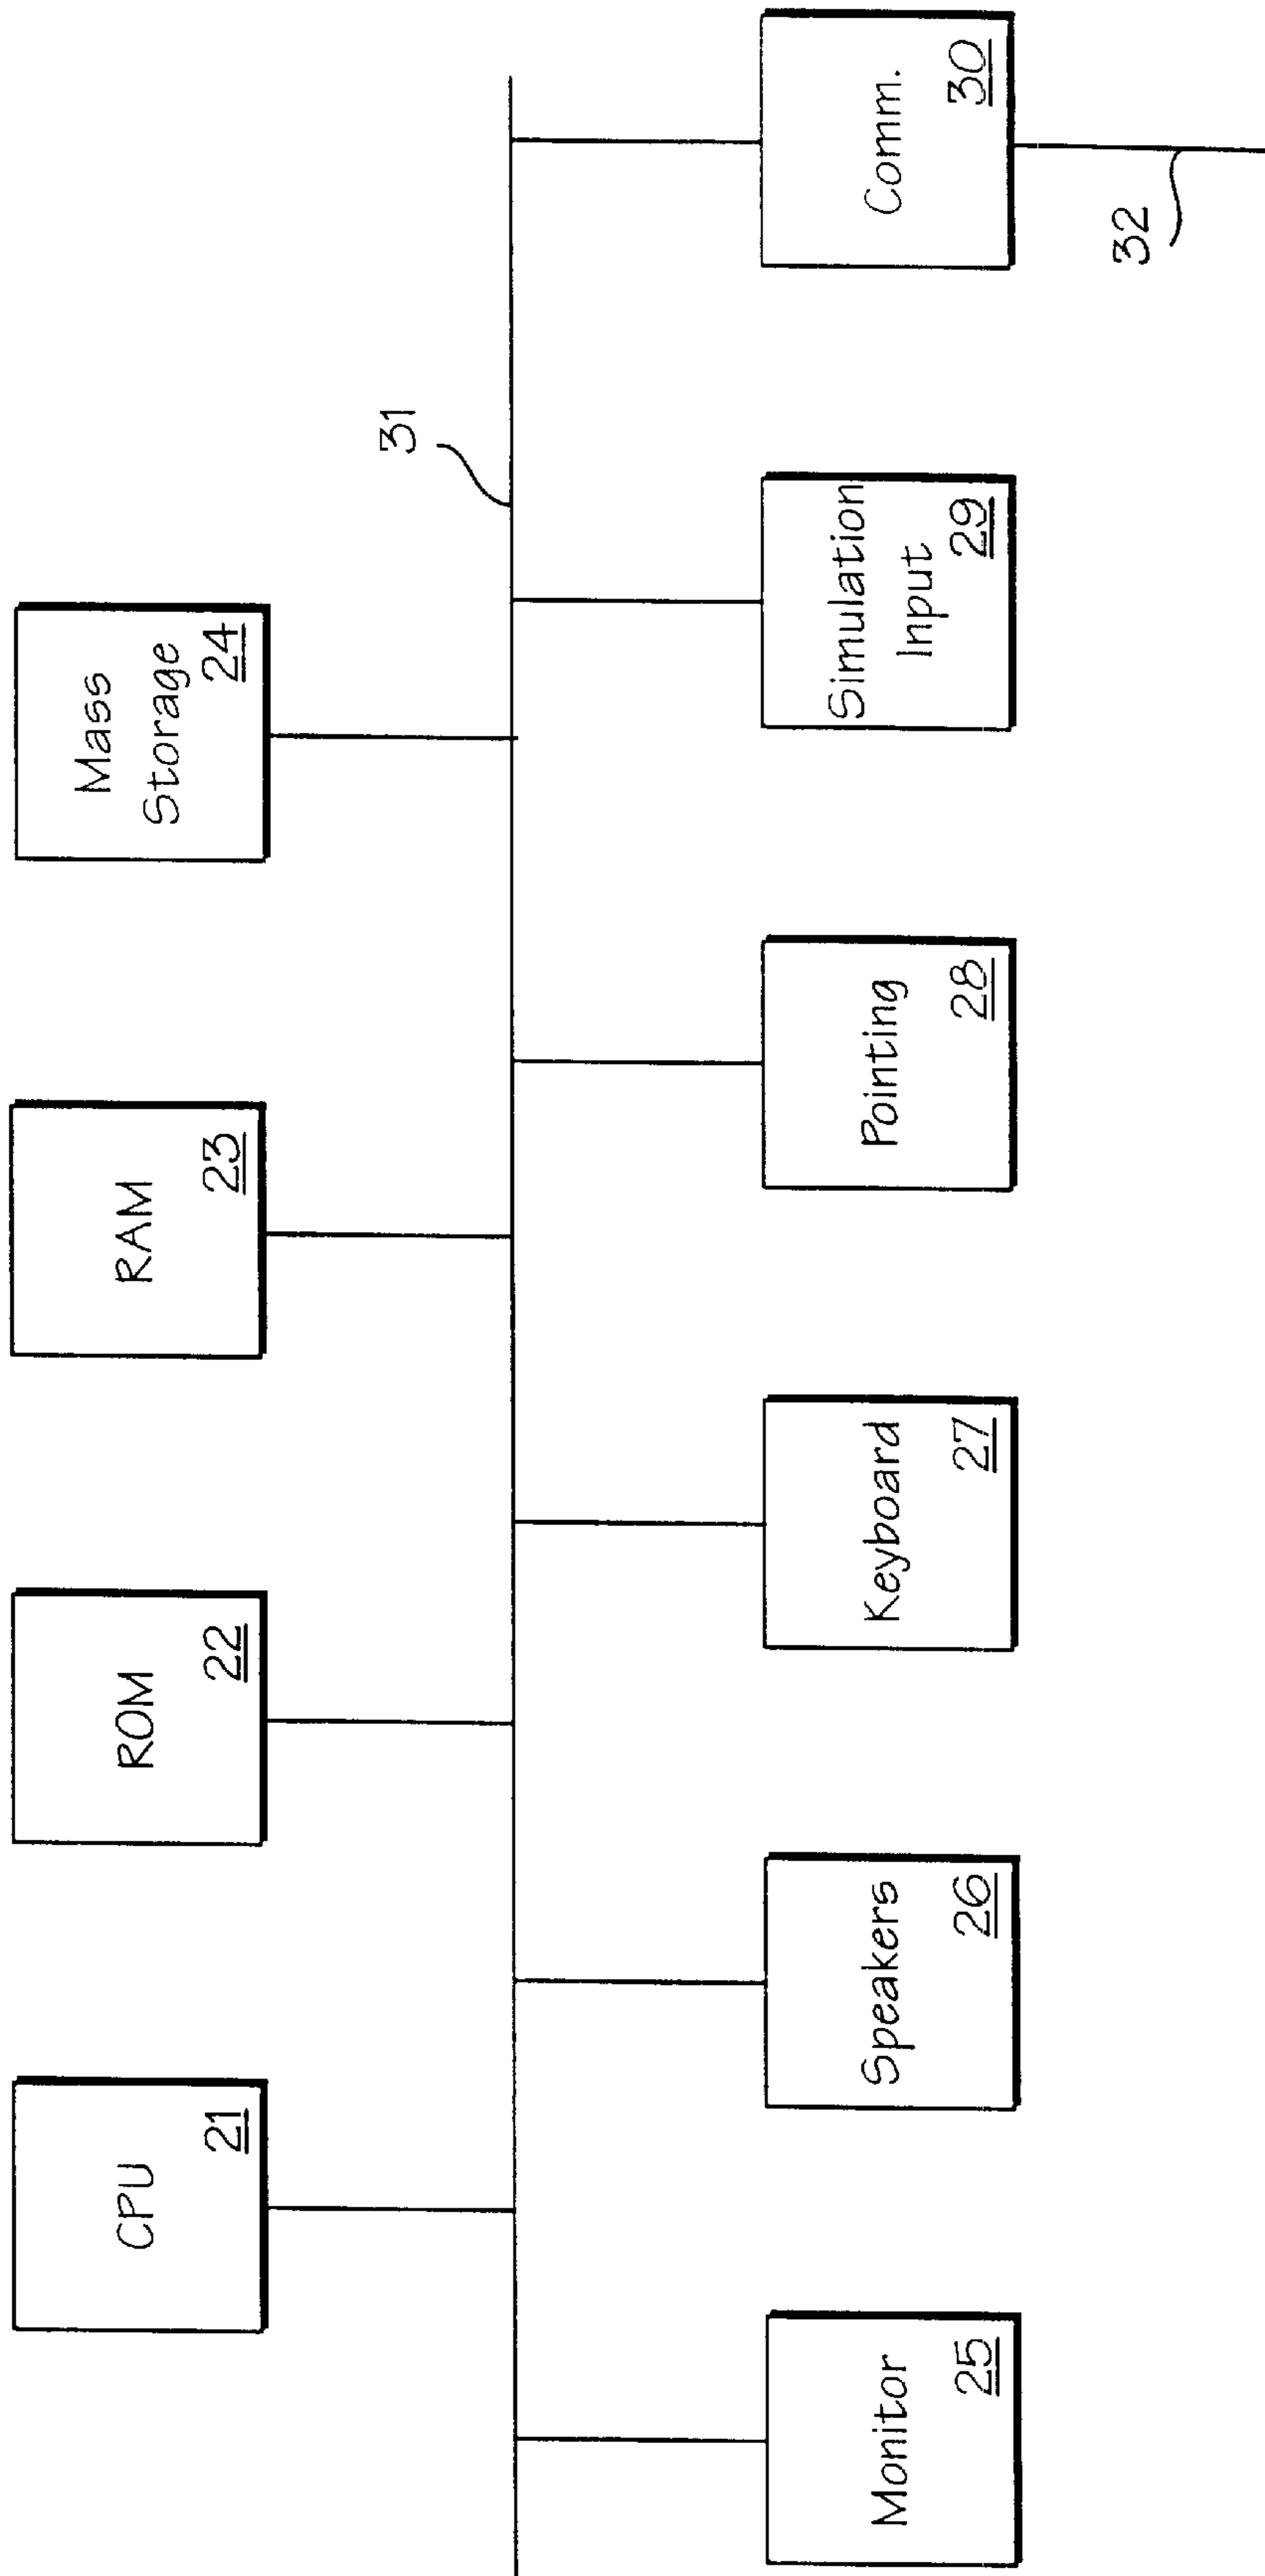 CPU
21
ROM
22
RAM
23
Mass
Storage
24
31
Monitor
25
Speakers
26
Keyboard
27
Pointing
28
Simulation
Input
29
Comm.
30
32